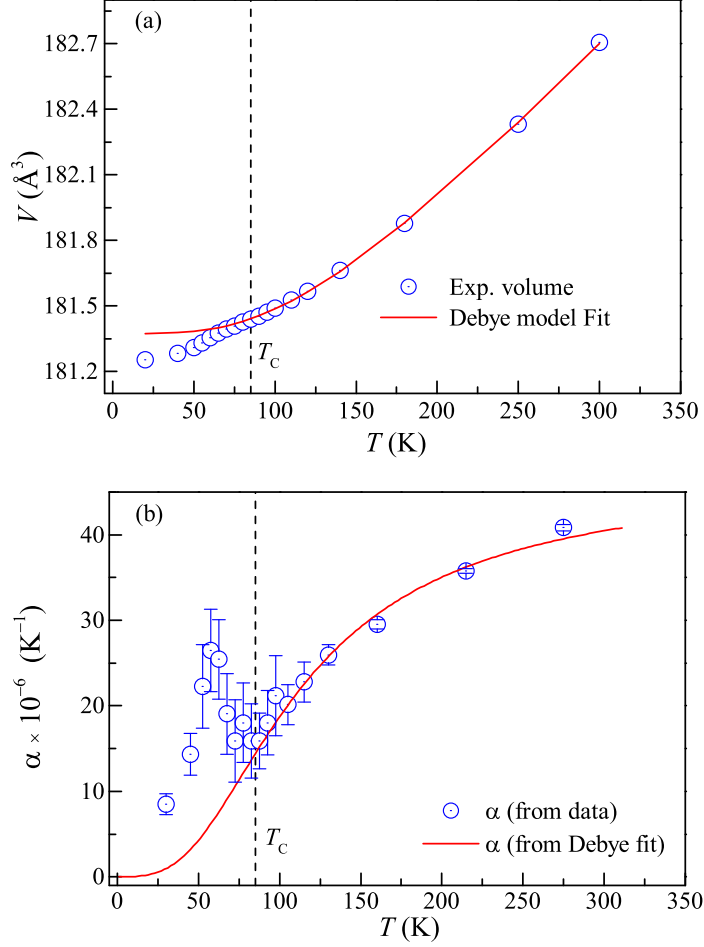 (a)
182.7
182.4
182.1
181.8
181.5
181.2
V (Å³)
Exp. volume
Debye model Fit
T_C
0 50 100 150 200 250 300 350
T (K)
(b)
40
30
20
10
0
α × 10⁻⁶ (K⁻¹)
α (from data)
α (from Debye fit)
T_C
0 50 100 150 200 250 300 350
T (K)